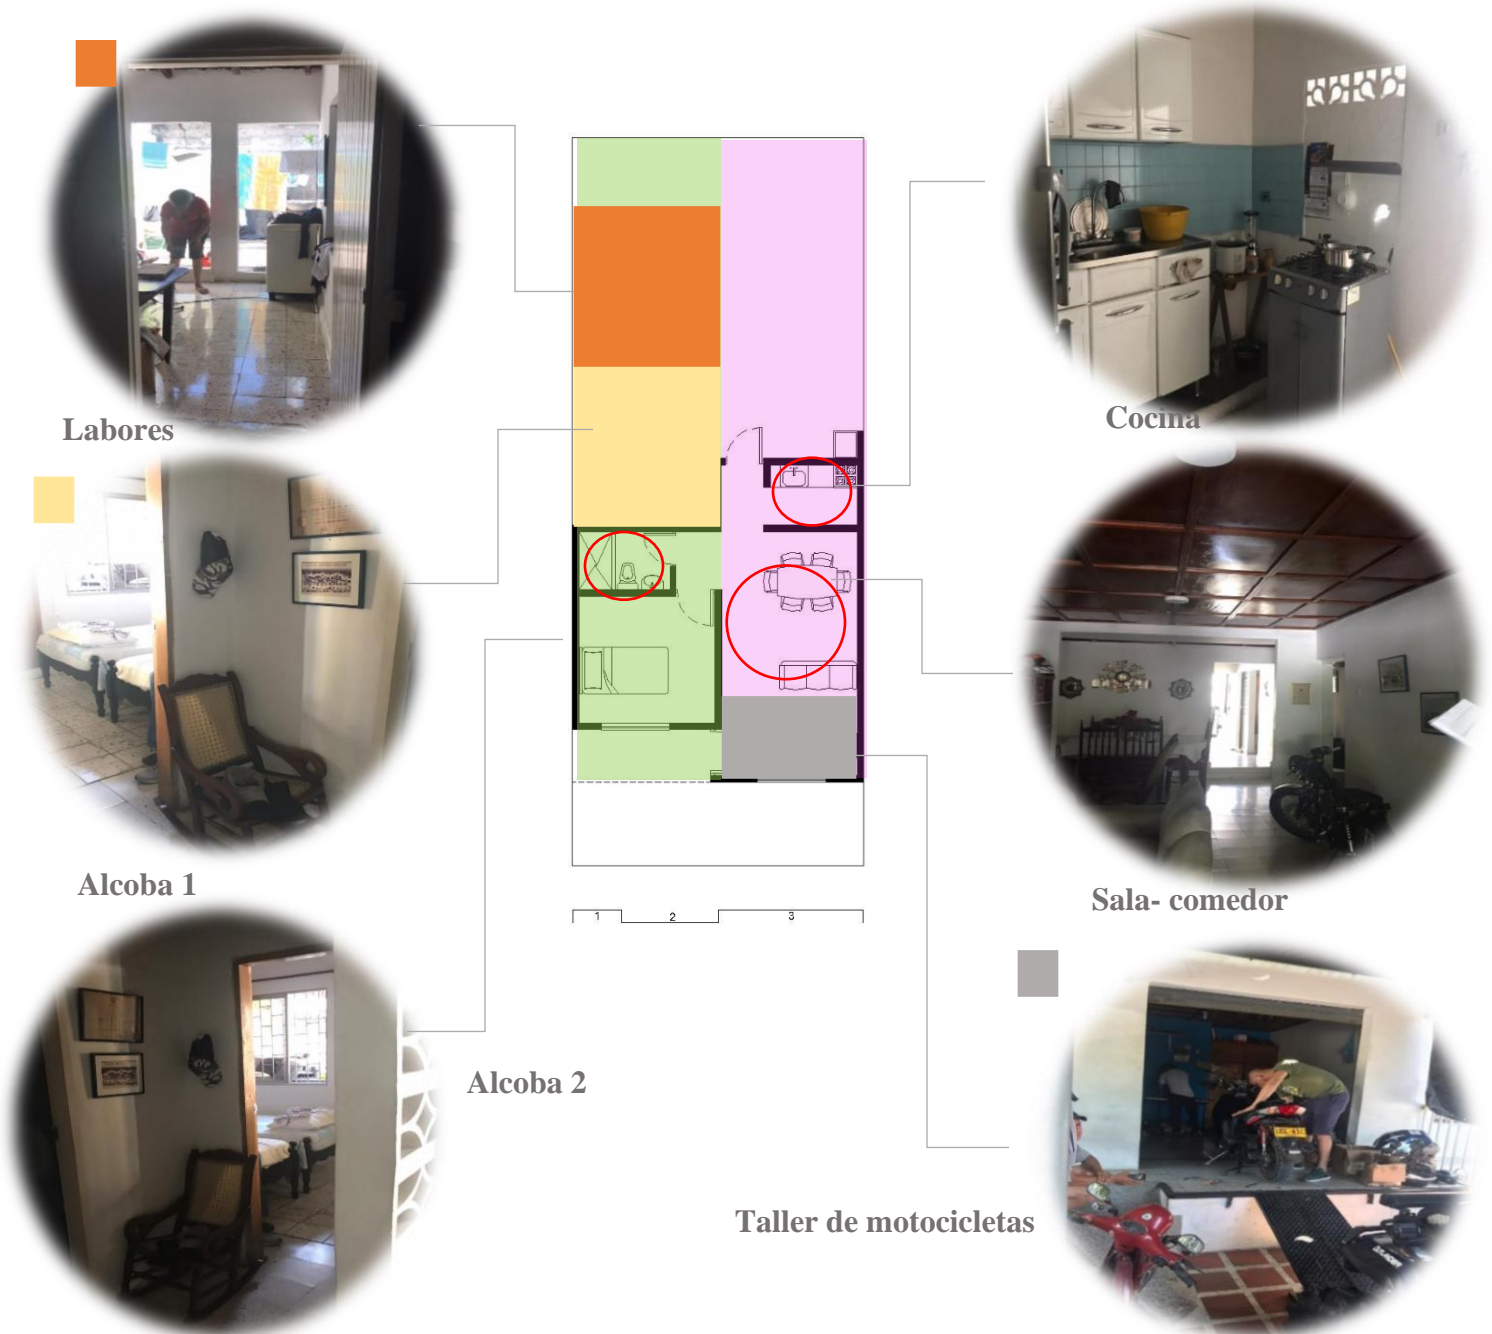 Labores
Cocina
Alcoba 1
Sala- comedor
1 2 3
Alcoba 2
Taller de motocicletas